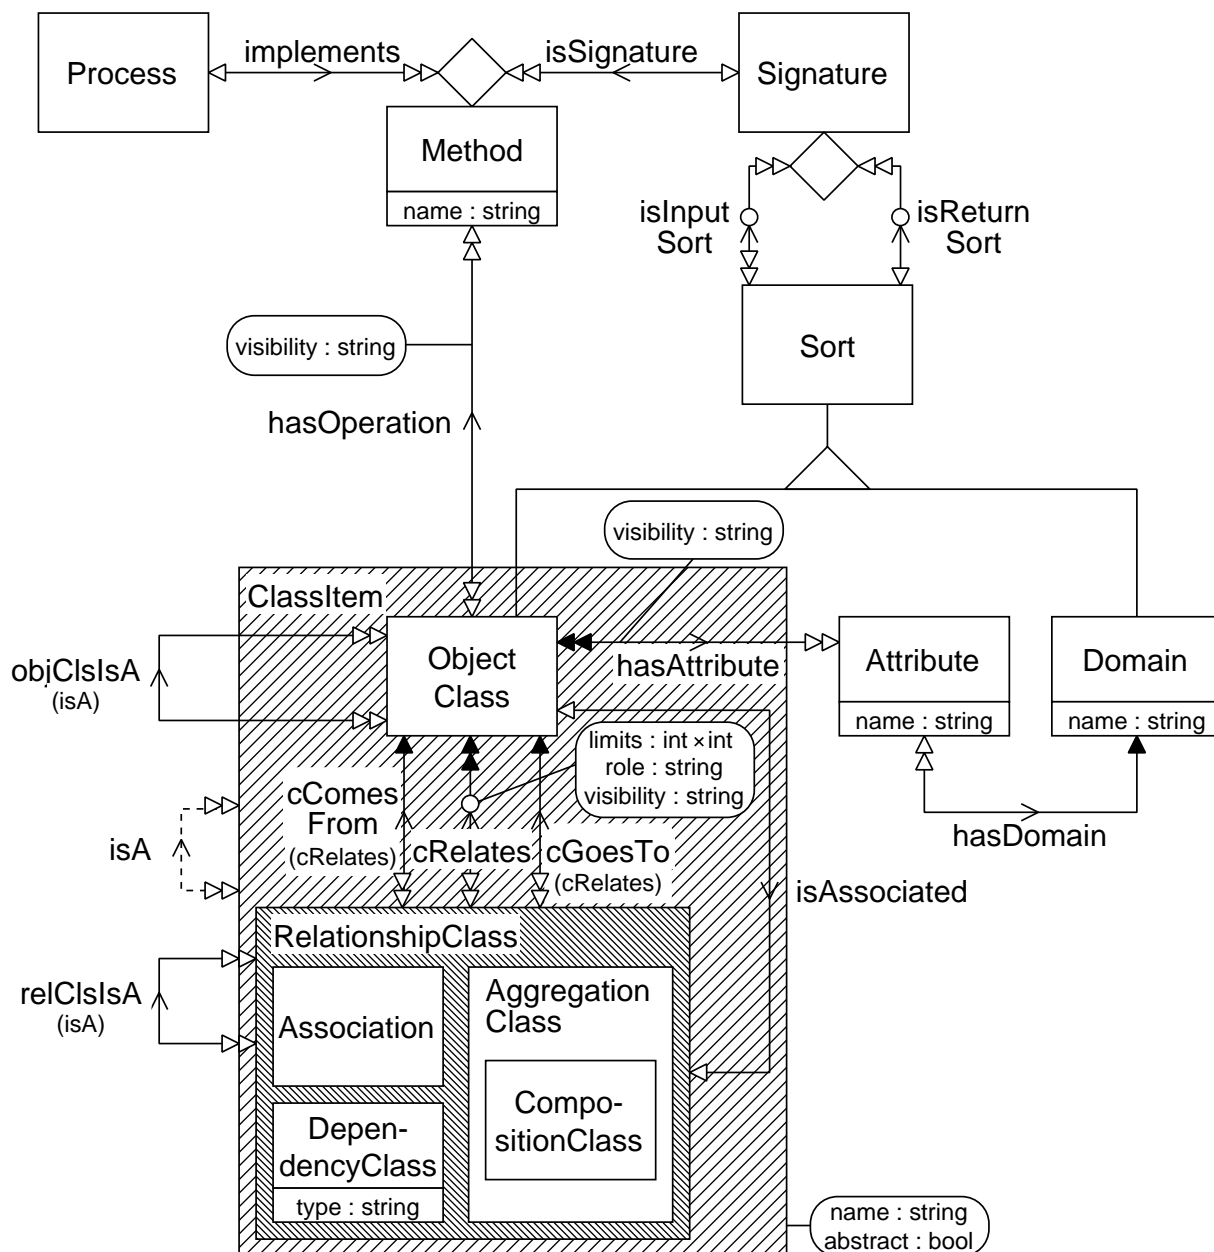 implements
isSignature
Process
Signature
Method
name : string
isInput
Sort
isReturn
Sort
visibility : string
Sort
hasOperation
visibility : string
ClassItem
objClsIsA
(isA)
Object
Class
hasAttribute
Attribute
name : string
Domain
name : string
limits : int × int
role : string
visibility : string
cComes
From
(cRelates)
cRelates
cGoesTo
(cRelates)
hasDomain
isA
isAssociated
RelationshipClass
relClsIsA
(isA)
Association
Aggregation
Class
Compo-
sitionClass
Depen-
dencyClass
type : string
name : string
abstract : bool